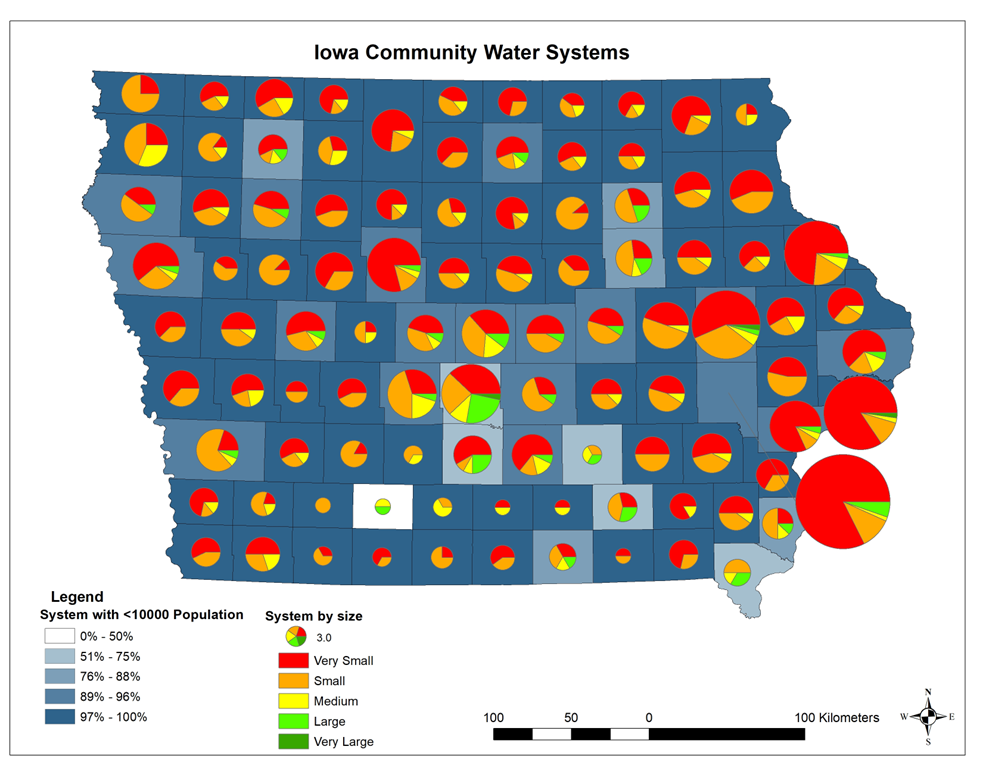 Iowa Community Water Systems
Legend
System with <10000 Population
0% - 50%
51% - 75%
76% - 88%
89% - 96%
97% - 100%
System by size
3.0
Very Small
Small
Medium
Large
Very Large
100 50 0 100 Kilometers
N
W E
S